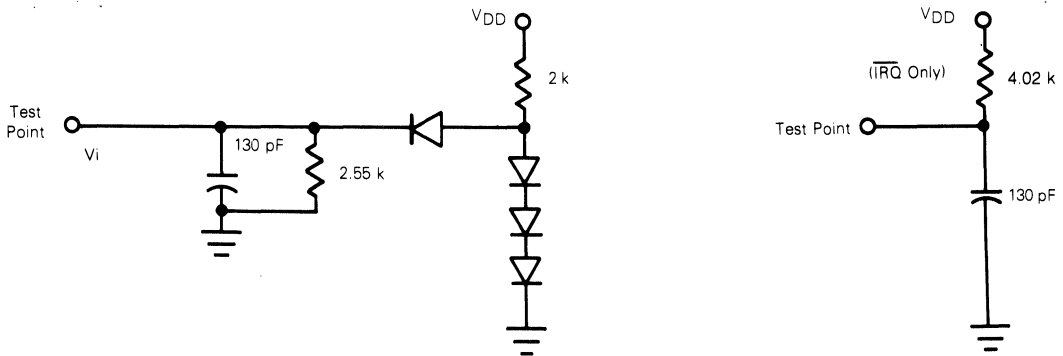 VDD
2 k
Test
Point
Vi
130 pF
2.55 k
VDD
(IRQ Only)
4.02 k
Test Point
130 pF